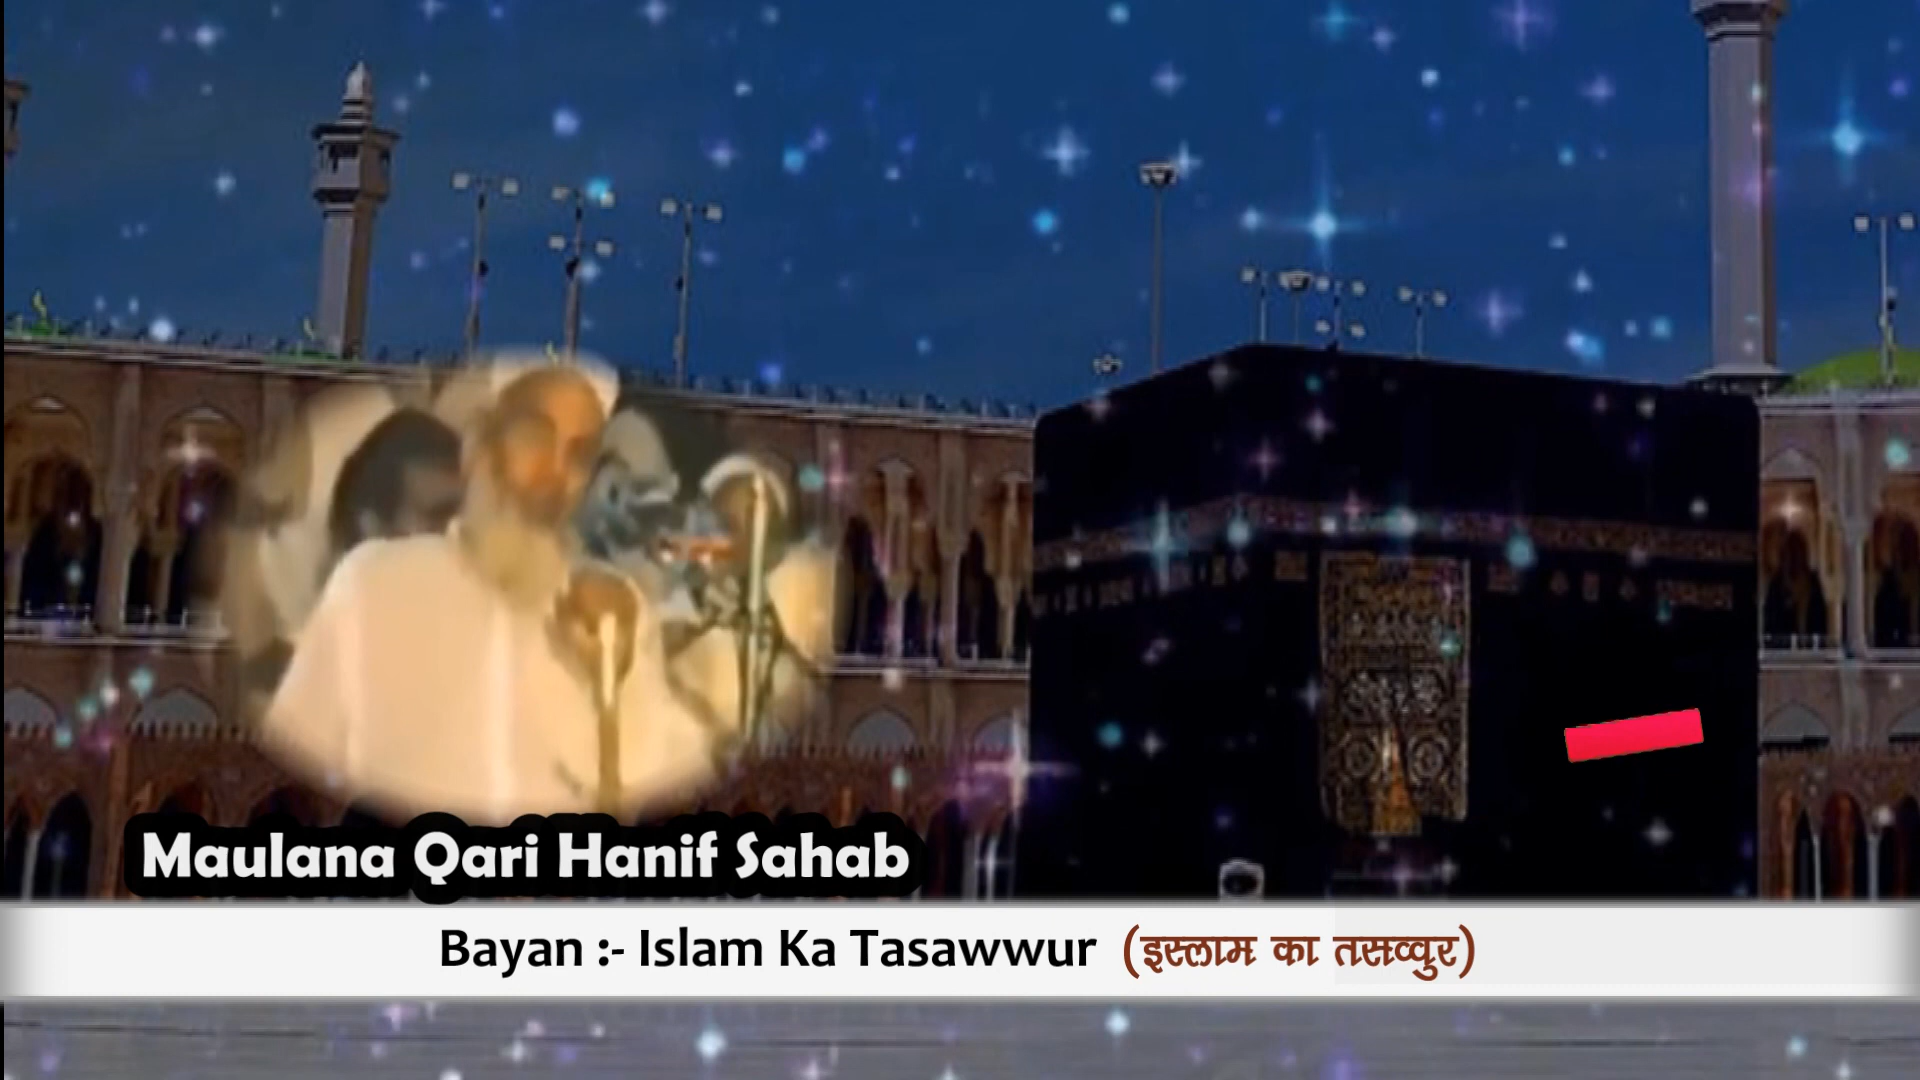 Maulana Qari Hanif Sahab
Bayan :- Islam Ka Tasawwur (इस्लाम का तसव्वुर)